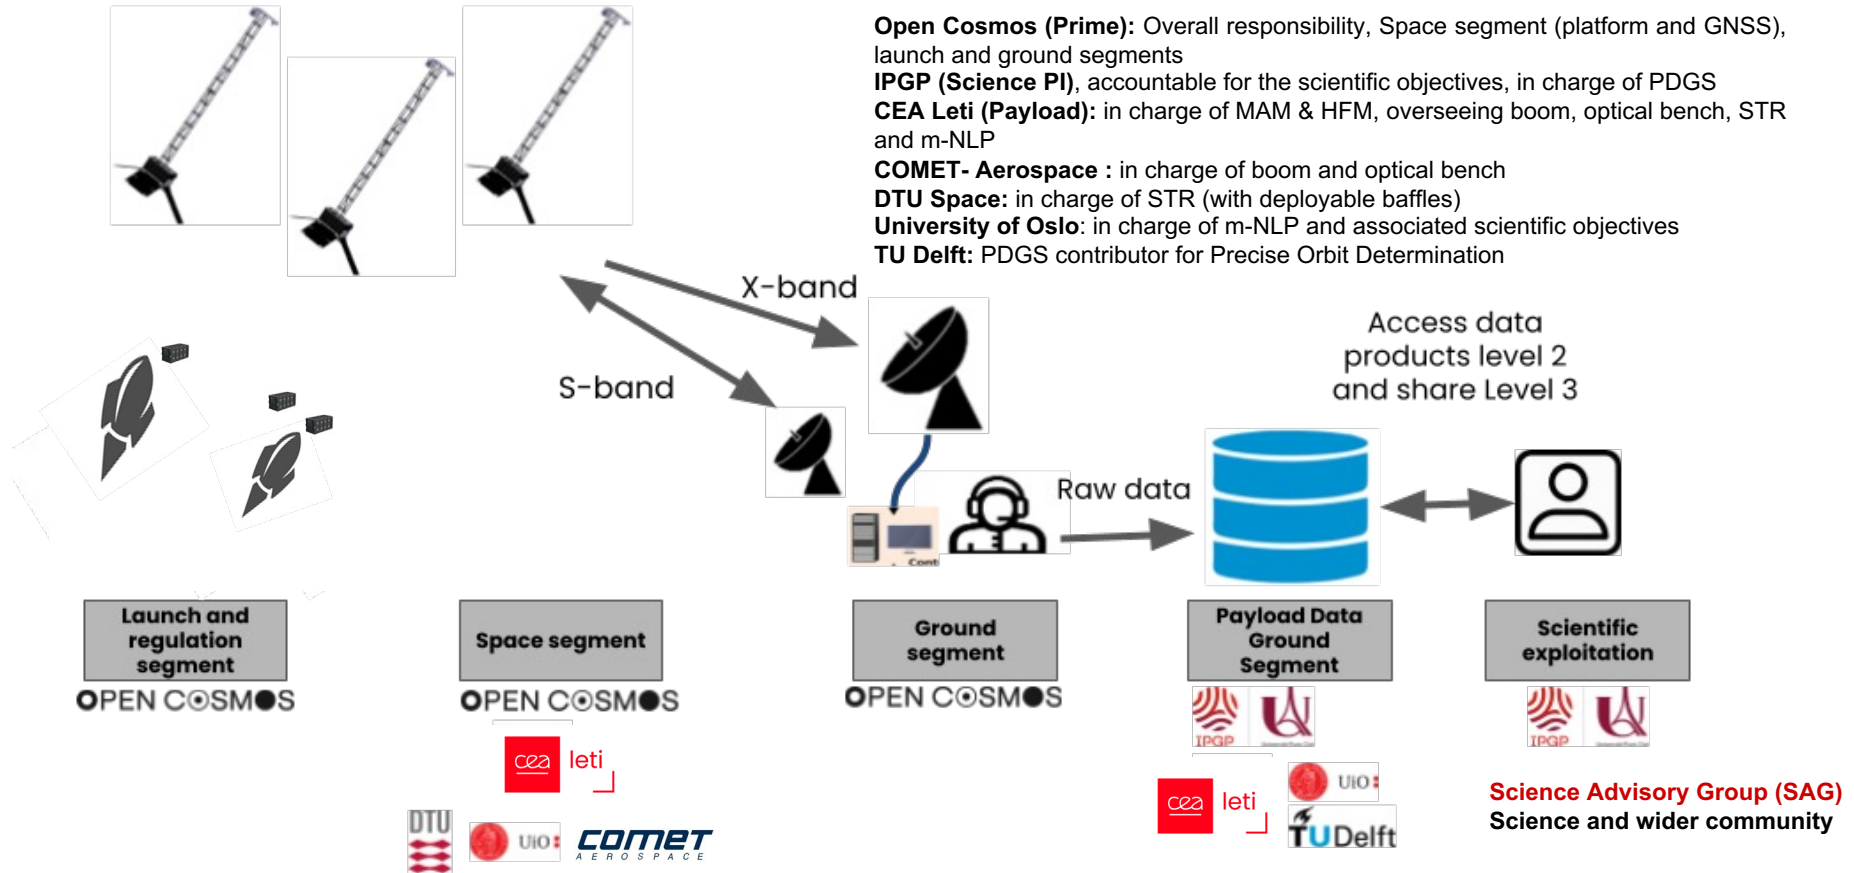 Open Cosmos (Prime): Overall responsibility, Space segment (platform and GNSS),
launch and ground segments
IPGP (Science PI), accountable for the scientific objectives, in charge of PDGS
CEA Leti (Payload): in charge of MAM & HFM, overseeing boom, optical bench, STR
and m-NLP
COMET- Aerospace : in charge of boom and optical bench
DTU Space: in charge of STR (with deployable baffles)
University of Oslo: in charge of m-NLP and associated scientific objectives
TU Delft: PDGS contributor for Precise Orbit Determination
X-band
S-band
Access data
products level 2
and share Level 3
Raw data
Cont
Launch and
regulation
segment
Space segment
Ground
segment
Payload Data
Ground
Segment
Scientific
exploitation
OPEN COSMOS
OPEN COSMOS
OPEN COSMOS
IPGP
IPGP
cea leti
cea leti
UiO:
TU Delft
DTU
UiO:
COMET
AEROSPACE
Science Advisory Group (SAG)
Science and wider community